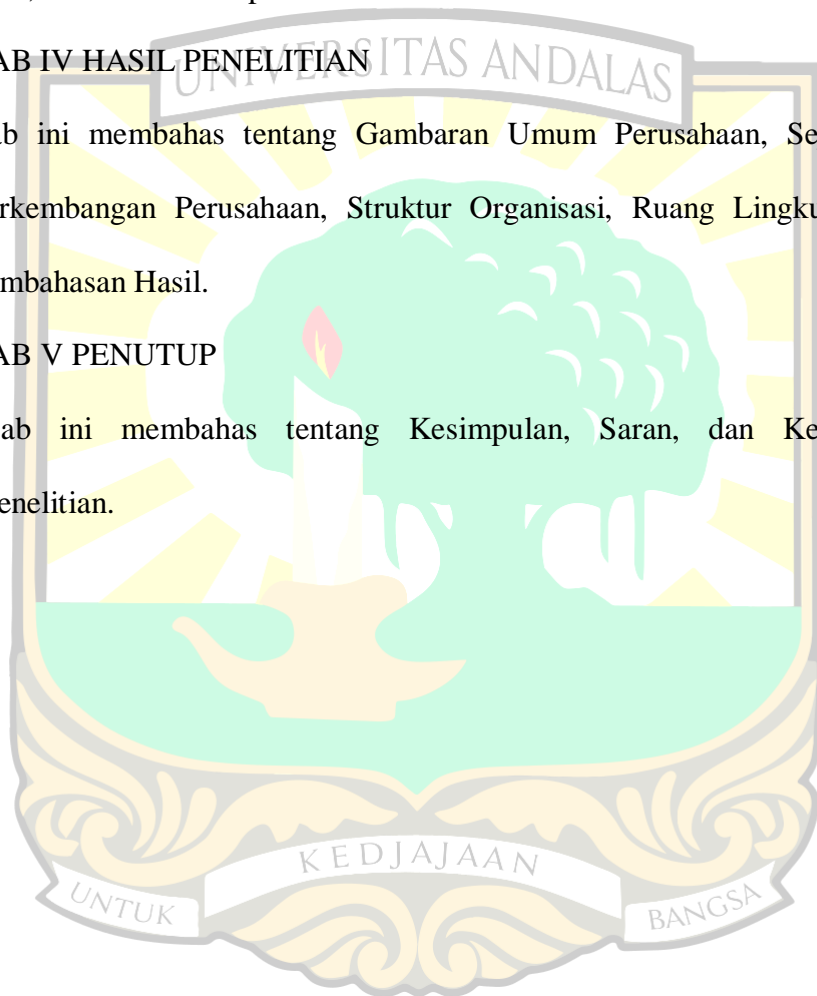 UNIVERSITAS ANDALAS
AB IV HASIL PENELITIAN
ab ini membahas tentang Gambaran Umum Perusahaan, Se
rkembangan Perusahaan, Struktur Organisasi, Ruang Lingku
mbahasan Hasil.
AB V PENUTUP
ab ini membahas tentang Kesimpulan, Saran, dan Ke
enelitian.
KEDJAJAAN
UNTUK BANGSA